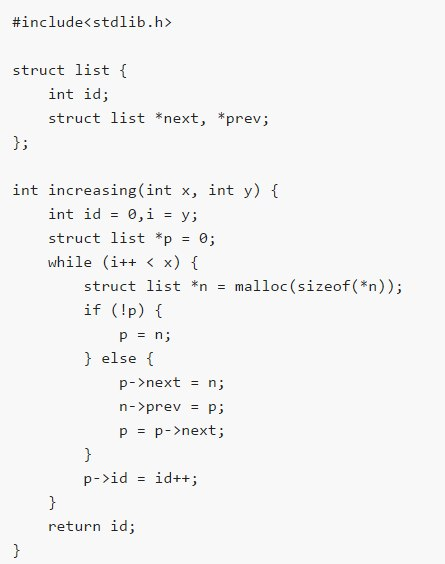 #include<stdlib.h>

struct list {
    int id;
    struct list *next, *prev;
};

int increasing(int x, int y) {
    int id = 0,i = y;
    struct list *p = 0;
    while (i++ < x) {
        struct list *n = malloc(sizeof(*n));
        if (!p) {
            p = n;
        } else {
            p->next = n;
            n->prev = p;
            p = p->next;
        }
        p->id = id++;
    }
    return id;
}